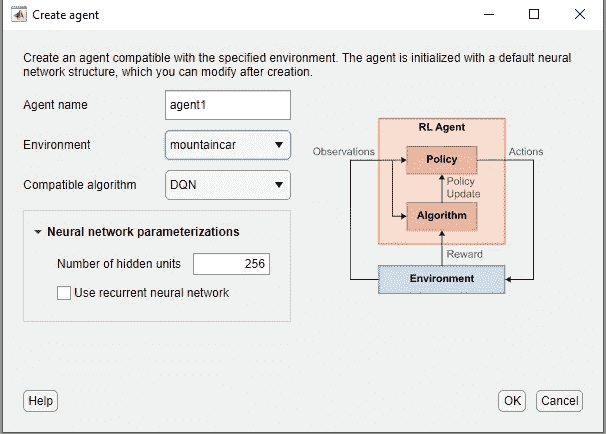 Create agent
Create an agent compatible with the specified environment. The agent is initialized with a default neural
network structure, which you can modify after creation.
Agent name
agent1
Environment
mountaincar
Compatible algorithm
DQN
Neural network parameterizations
Number of hidden units
256
Use recurrent neural network
RL Agent
Observations
Policy
Actions
Policy
Update
Algorithm
Reward
Environment
Help
OK
Cancel